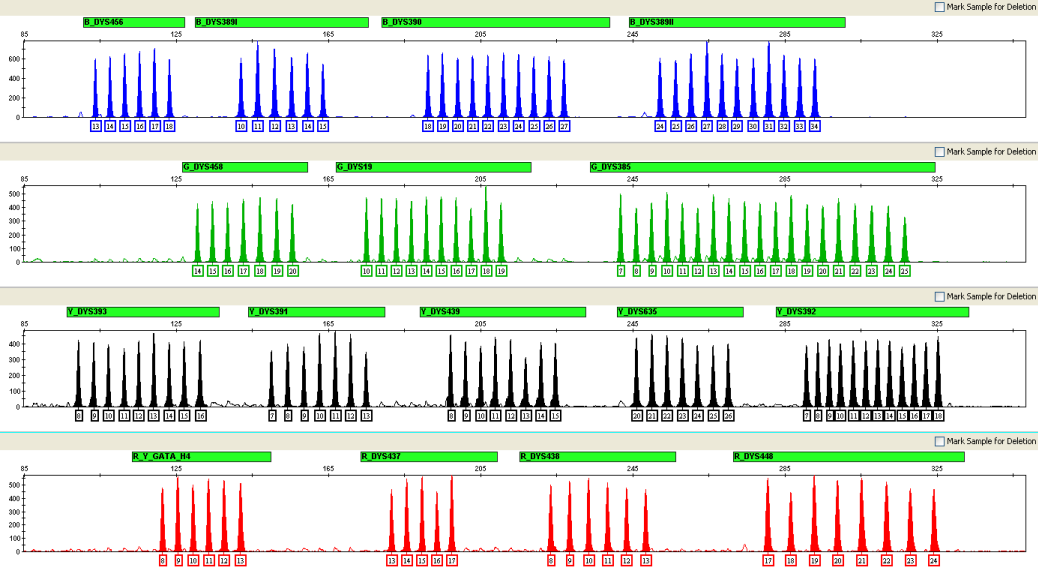 Mark Sample for Deletion
B_DYS456 B_DYS389I B_DYS390 B_DYS389II
85 125 165 205 245 285 325
600
400
200
0
13 14 15 16 17 18 10 11 12 13 14 15 18 19 20 21 22 23 24 25 26 27 24 25 26 27 28 29 30 31 32 33 34
Mark Sample for Deletion
G_DYS458 G_DYS19 G_DYS385
85 125 165 205 245 285 325
500
400
300
200
100
0
14 15 16 17 18 19 20 10 11 12 13 14 15 16 17 18 19 7 8 9 10 11 12 13 14 15 16 17 18 19 20 21 22 23 24 25
Mark Sample for Deletion
Y_DYS393 Y_DYS391 Y_DYS439 Y_DYS635 Y_DYS392
85 125 165 205 245 285 325
400
300
200
100
0
8 9 10 11 12 13 14 15 16 7 8 9 10 11 12 13 8 9 10 11 12 13 14 15 20 21 22 23 24 25 26 7 8 9 10 11 12 13 14 15 16 17 18
Mark Sample for Deletion
R_Y_GATA_H4 R_DYS437 R_DYS438 R_DYS448
85 125 165 205 245 285 325
500
400
300
200
100
0
8 9 10 11 12 13 13 14 15 16 17 8 9 10 11 12 13 17 18 19 20 21 22 23 24